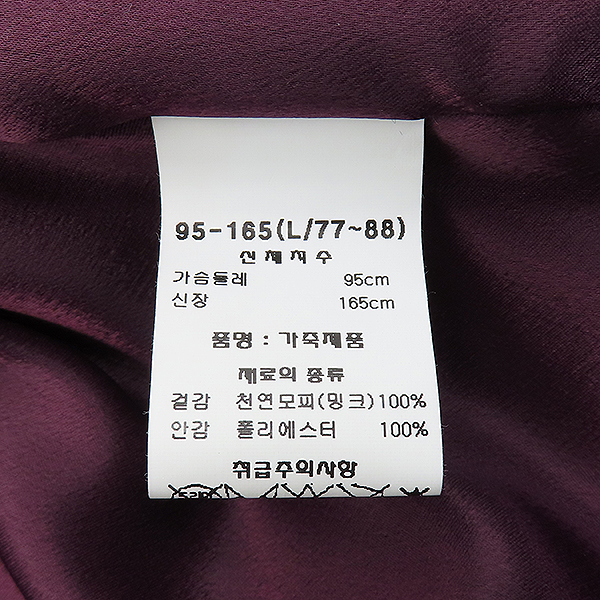 95-165(L/77~88)
신체치수
가슴둘레 95cm
신장 165cm
품명 : 가죽제품
재료의 종류
겉감 천연모피(밍크)100%
안감 폴리에스터 100%
취급주의사항